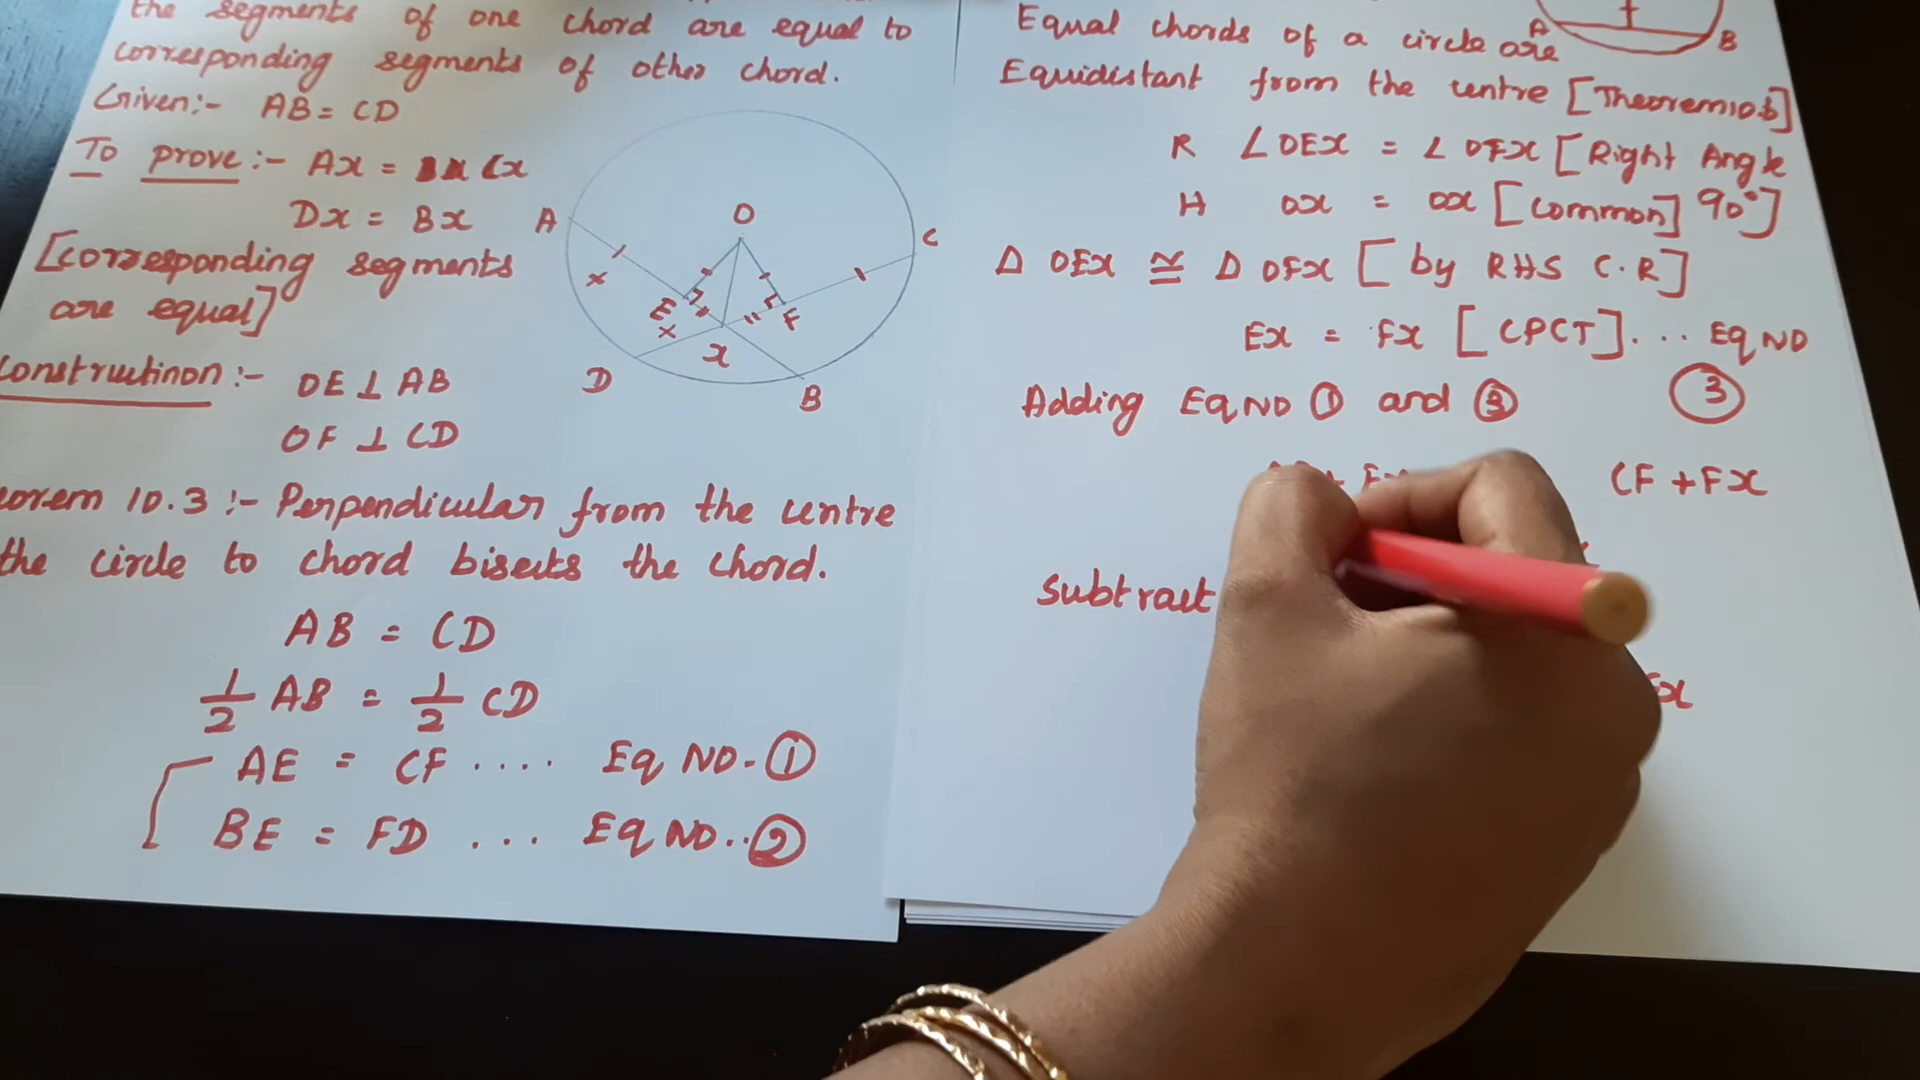 the segments of one chord are equal to
corresponding segments of other chord.
Given:- AB = CD
To prove:- Ax = Cx
Dx = Bx
[corresponding segments
are equal]
Constructinon:- OE ⊥ AB
OF ⊥ CD
orem 10.3:- Perpendicular from the centre
the circle to chord bisects the chord.
AB = CD
1/2 AB = 1/2 CD
AE = CF .... Eq NO.①
BE = FD ... Eq NO..②
O
A
C
x
E
F
x
x
D
B
A
B
Equal chords of a circle are
Equidistant from the centre [Theorem10.6]
R ∠OEX = ∠OFX [Right Angle
H ox = ox [common] 90°]
Δ OEX ≅ Δ OFX [by RHS C.R]
Ex = Fx [CPCT]... Eq NO
③
Adding Eq NO ① and ③
CF + Fx
Subtract